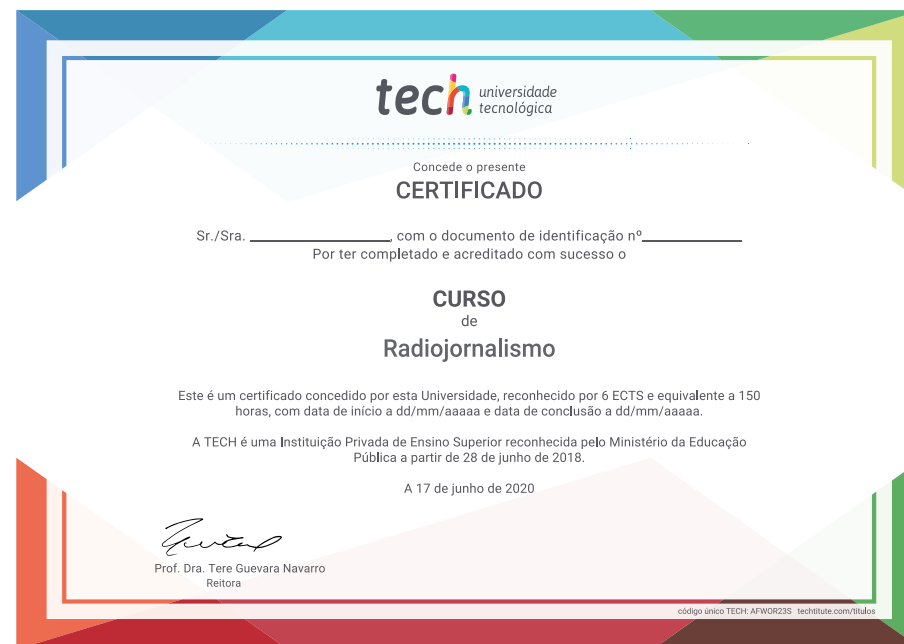 tech universidade
tecnológica
Concede o presente
CERTIFICADO
Sr./Sra. ____________________, com o documento de identificação nº______________
Por ter completado e acreditado com sucesso o
CURSO
de
Radiojornalismo
Este é um certificado concedido por esta Universidade, reconhecido por 6 ECTS e equivalente a 150
horas, com data de início a dd/mm/aaaaa e data de conclusão a dd/mm/aaaaa.
A TECH é uma Instituição Privada de Ensino Superior reconhecida pelo Ministério da Educação
Pública a partir de 28 de junho de 2018.
A 17 de junho de 2020
Prof. Dra. Tere Guevara Navarro
Reitora
código único TECH: AFWOR23S techtitute.com/titulos